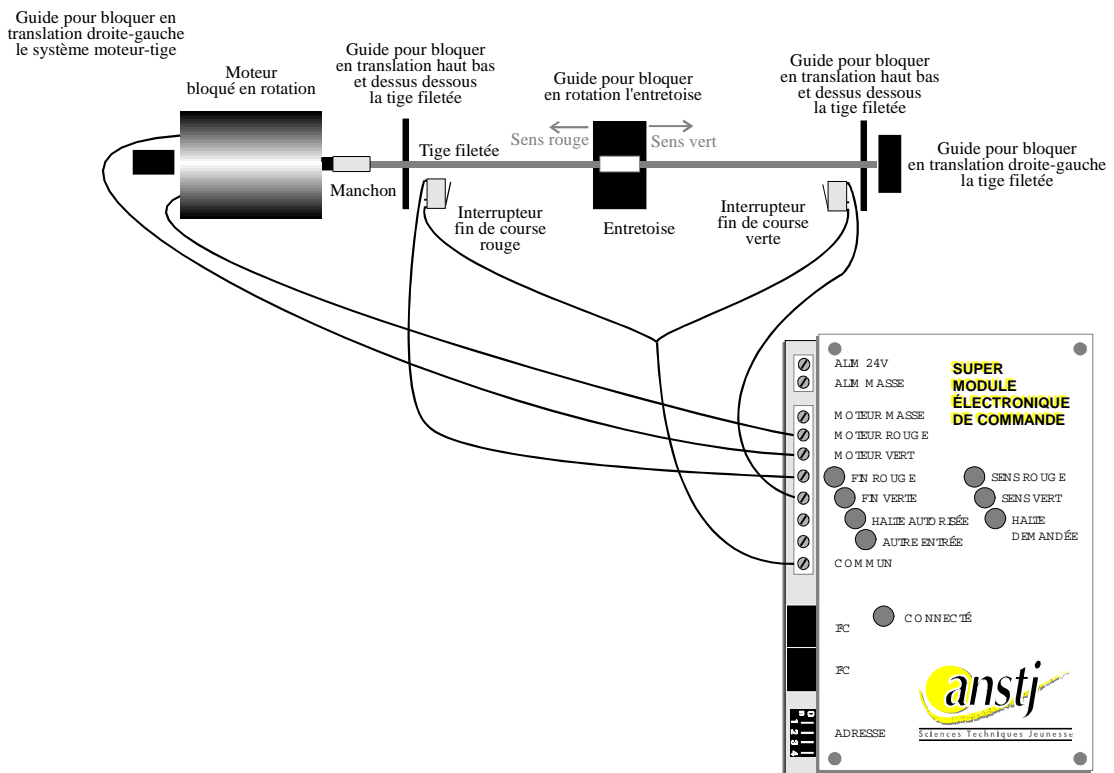 Guide pour bloquer en
translation droite-gauche
le système moteur-tige
Moteur
bloqué en rotation
Guide pour bloquer
en translation haut bas
et dessus dessous
la tige filetée
Guide pour bloquer
en rotation l'entretoise
Guide pour bloquer
en translation haut bas
et dessus dessous
la tige filetée
Sens rouge
Sens vert
Tige filetée
Manchon
Guide pour bloquer
en translation droite-gauche
la tige filetée
Interrupteur
fin de course
rouge
Entretoise
Interrupteur
fin de course
verte
ALIM 24V
ALIM MASSE
SUPER
MODULE
ÉLECTRONIQUE
DE COMMANDE
MOTEUR MASSE
MOTEUR ROUGE
MOTEUR VERT
FIN ROUGE
FIN VERTE
HALTE AUTORISÉE
AUTRE ENTRÉE
COMMUN
SENS ROUGE
SENS VERT
HALTE
DEMANDÉE
CONNECTÉ
I²C
I²C
ADRESSE
1
2
3
4
anstj
Sciences Techniques Jeunesse